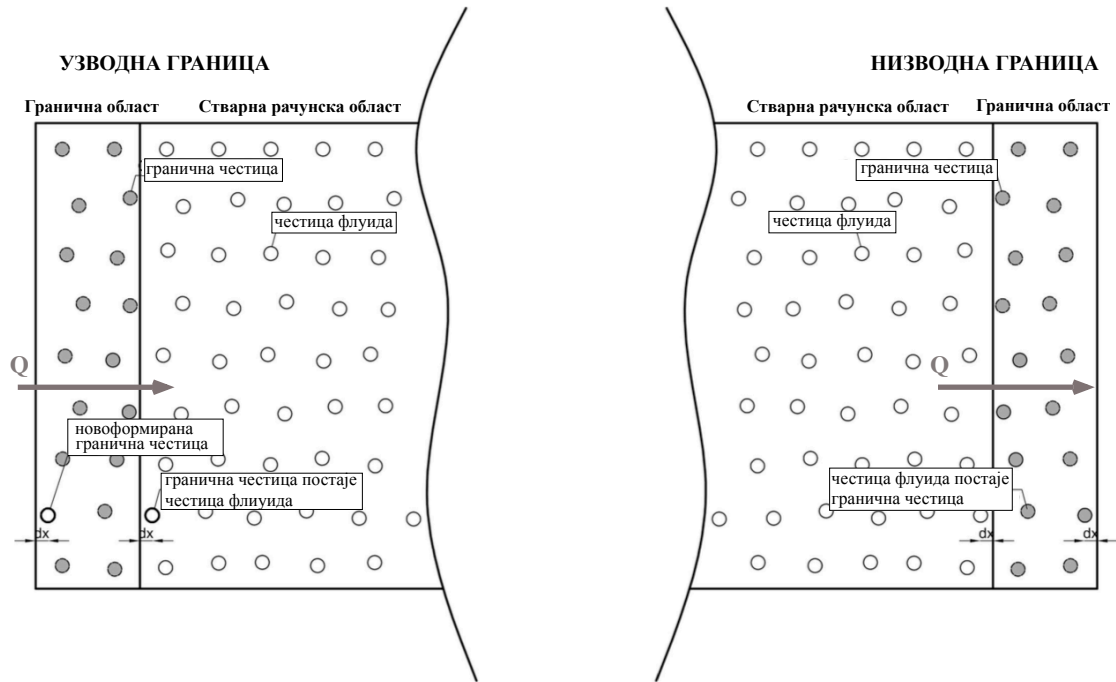 УЗВОДНА ГРАНИЦА
Гранична област
Стварна рачунска област
гранична честица
честица флуида
Q
новоформирана
гранична честица
гранична честица постаје
честица флиуида
dx
dx
НИЗВОДНА ГРАНИЦА
Стварна рачунска област
Гранична област
гранична честица
честица флуида
Q
честица флуида постаје
гранична честица
dx
dx